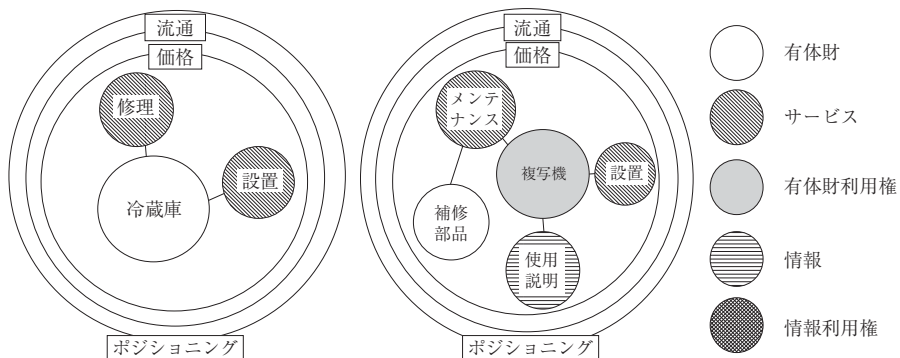 流通
価格
修理
設置
冷蔵庫
ポジショニング
流通
価格
メンテ
ナンス
複写機
設置
補修
部品
使用
説明
ポジショニング
有体財
サービス
有体財利用権
情報
情報利用権